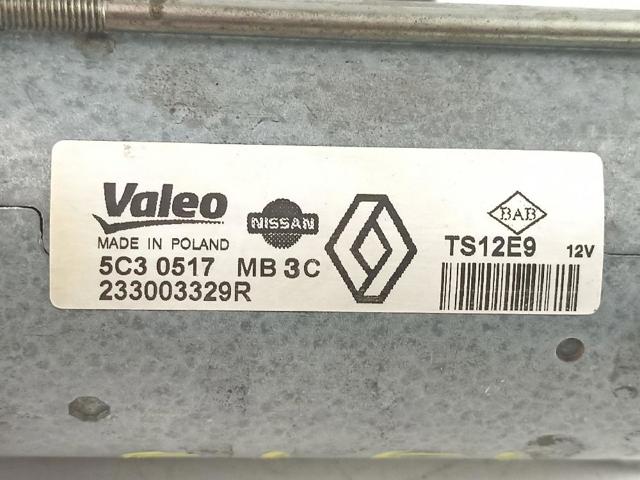 Valeo
MADE IN POLAND
5C3 0517 MB 3C
233003329R
NISSAN
BAB
TS12E9 12V